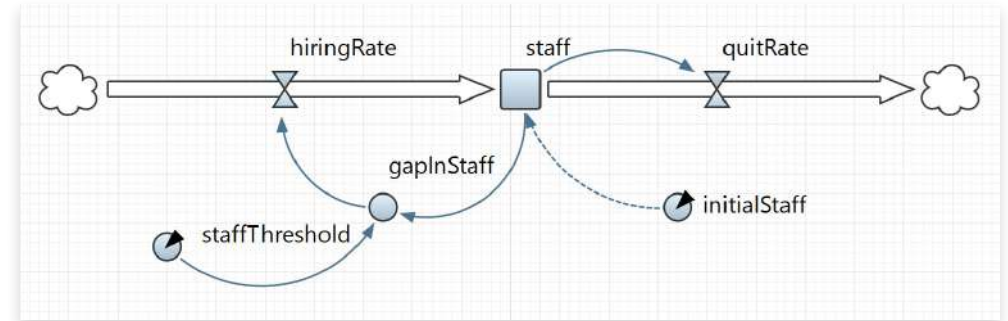 hiringRate
staff
quitRate
gapInStaff
initialStaff
staffThreshold